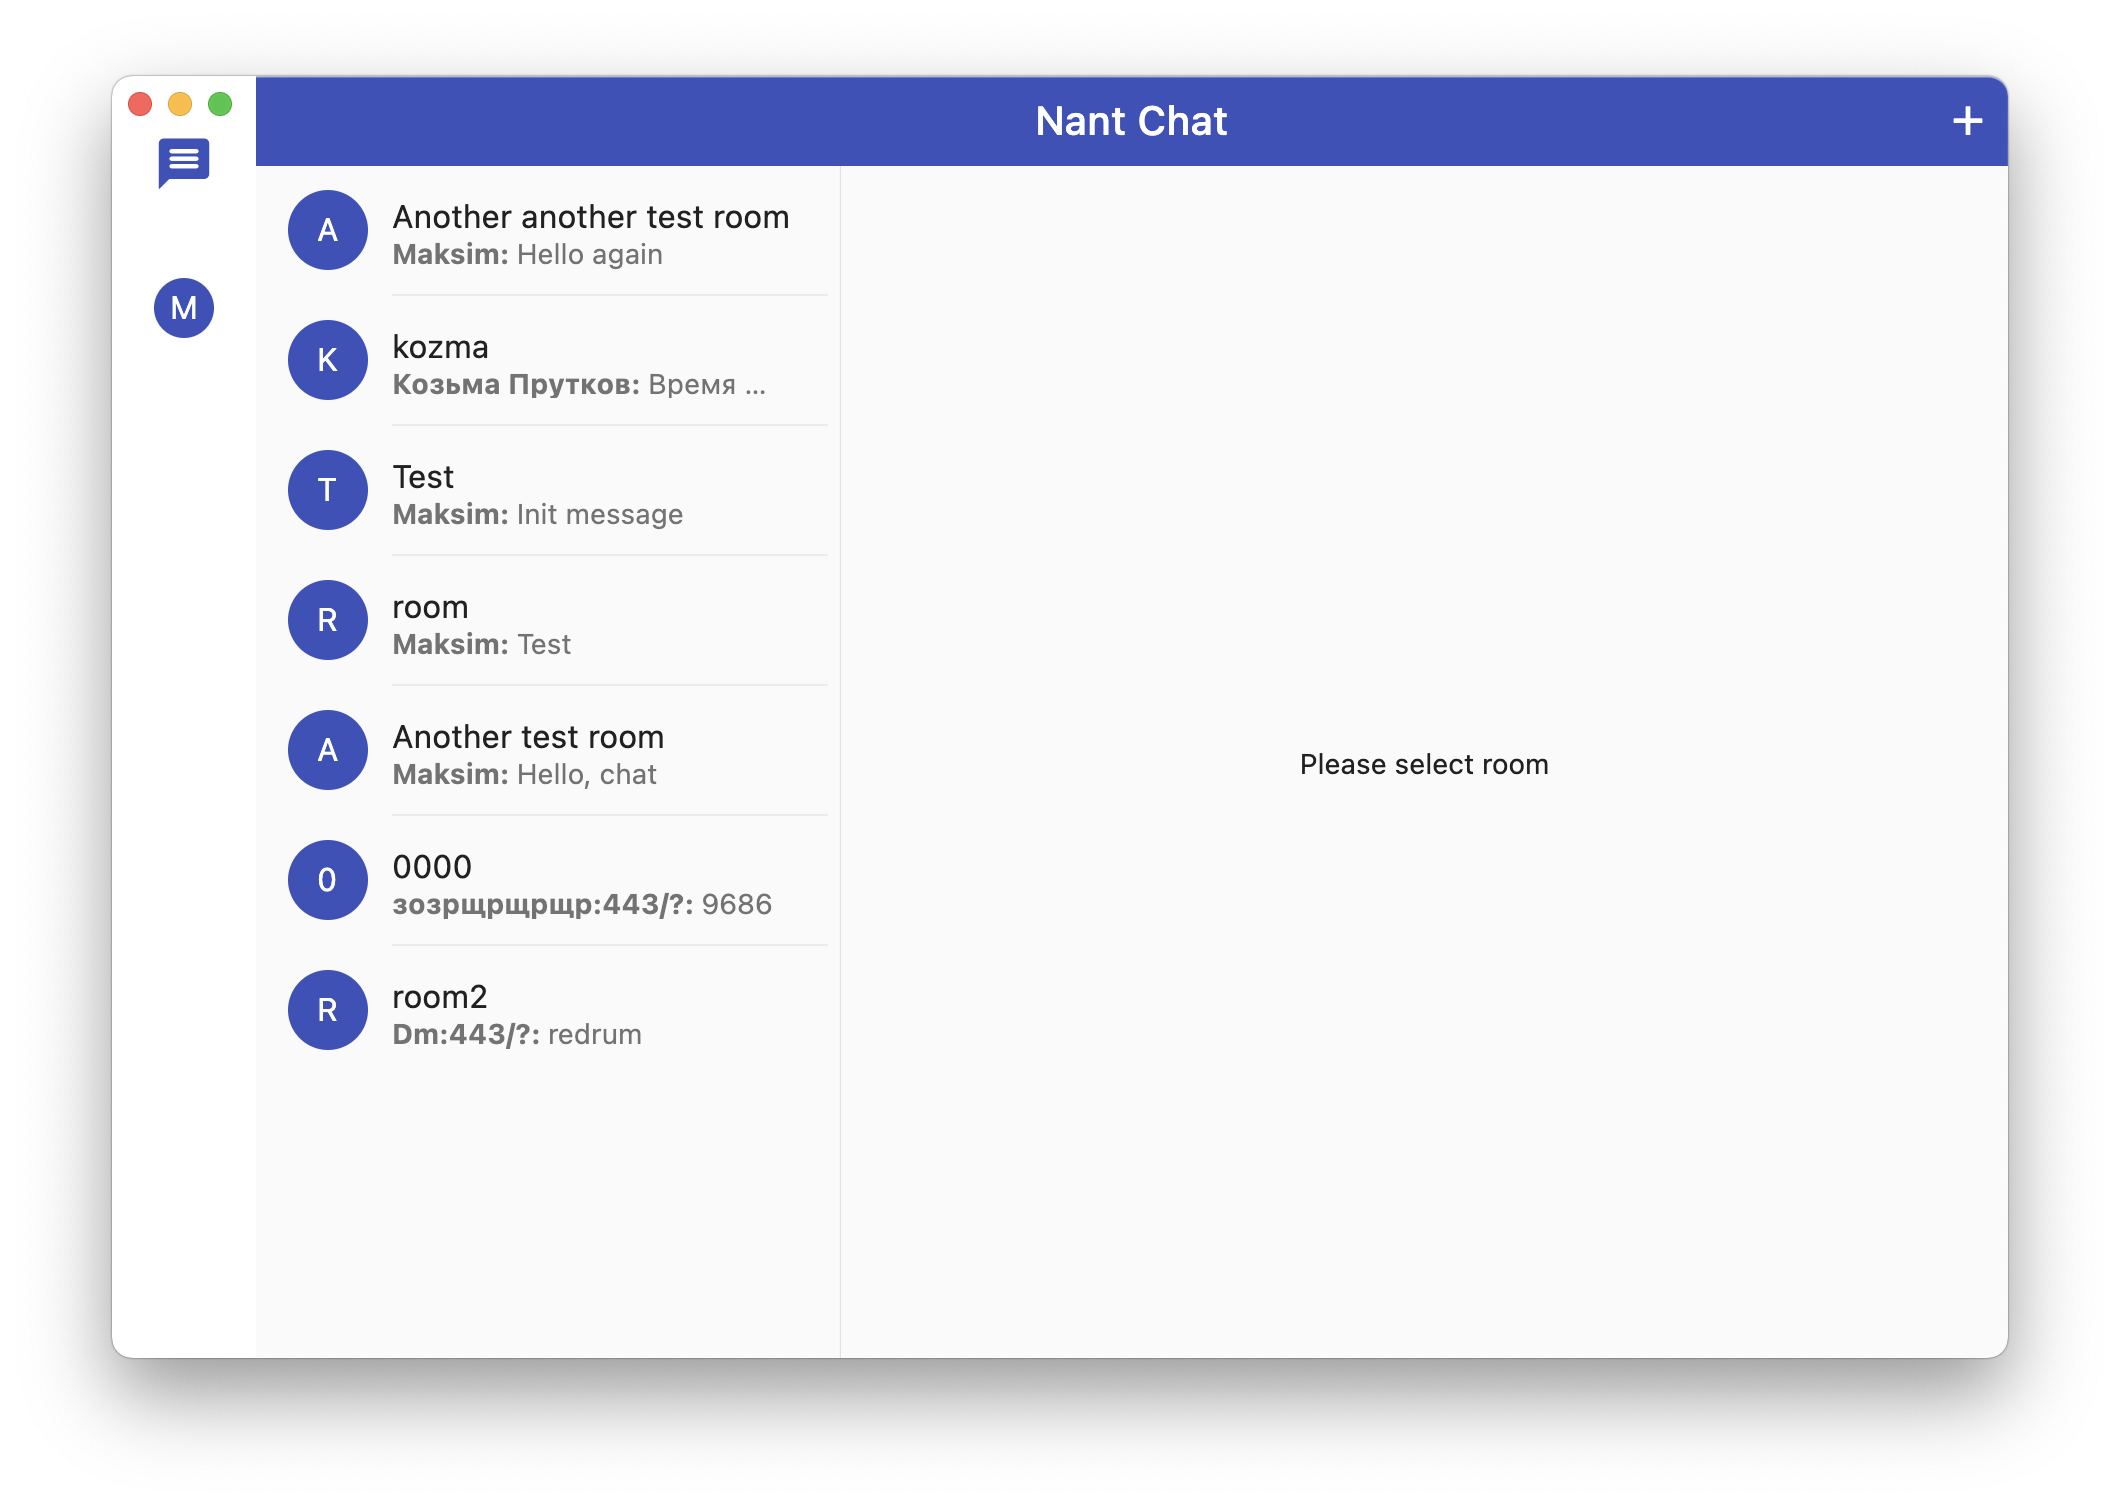 Nant Chat
+
M
A
Another another test room
Maksim: Hello again
K
kozma
Козьма Прутков: Время ...
T
Test
Maksim: Init message
R
room
Maksim: Test
A
Another test room
Maksim: Hello, chat
0
0000
зозрщрщрщр:443/?: 9686
R
room2
Dm:443/?: redrum
Please select room